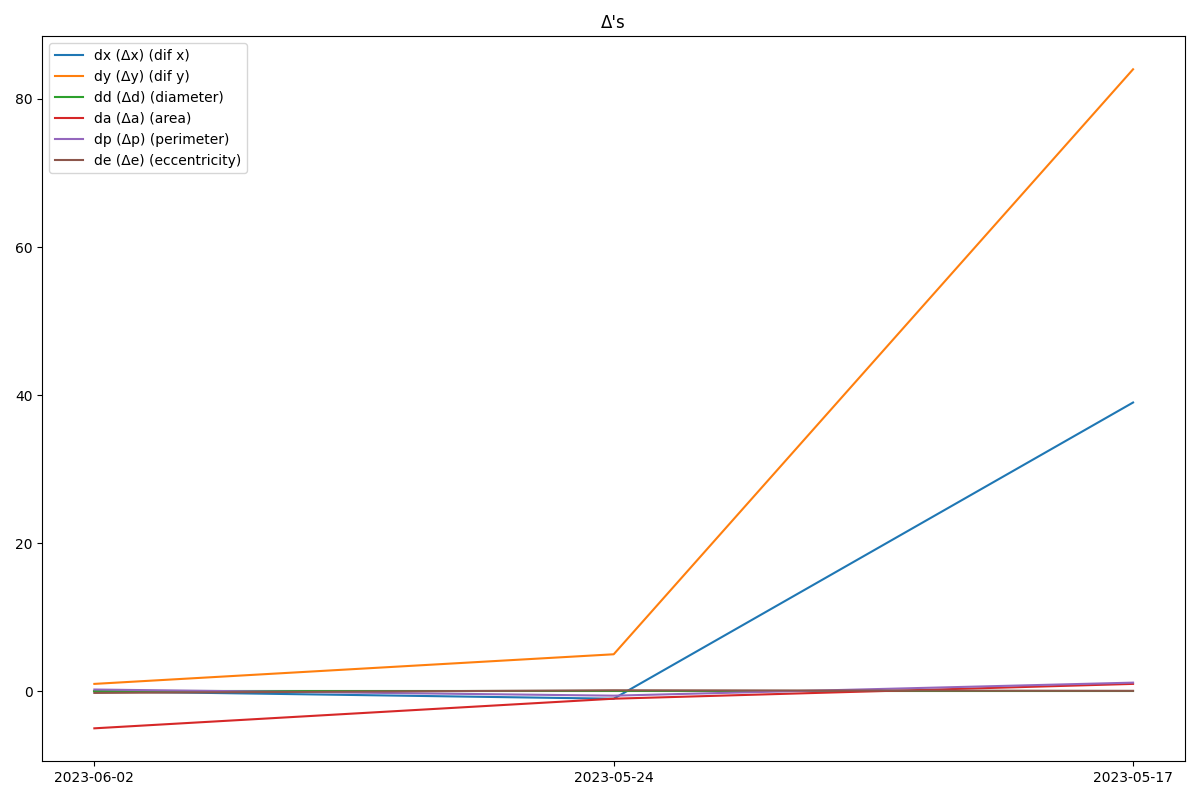 Δ's
dx (Δx) (dif x)
dy (Δy) (dif y)
dd (Δd) (diameter)
da (Δa) (area)
dp (Δp) (perimeter)
de (Δe) (eccentricity)
80
60
40
20
0
2023-06-02 2023-05-24 2023-05-17